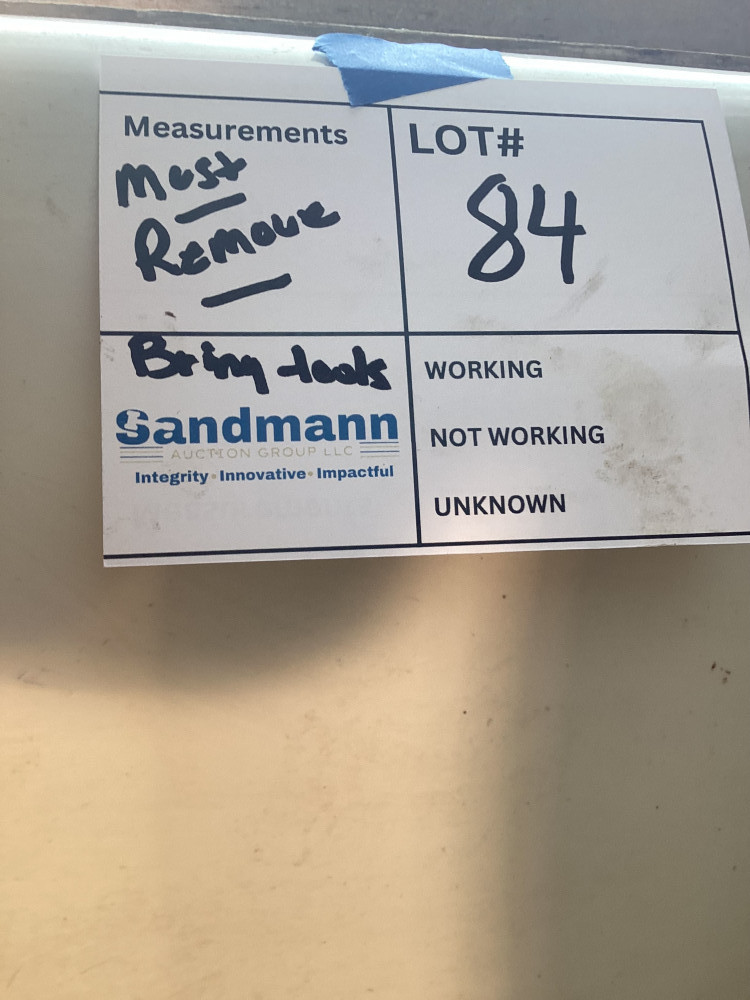 Measurements
Must
Remove
LOT#
84
Bring tools
Sandmann
AUCTION GROUP LLC
Integrity • Innovative • Impactful
WORKING
NOT WORKING
UNKNOWN